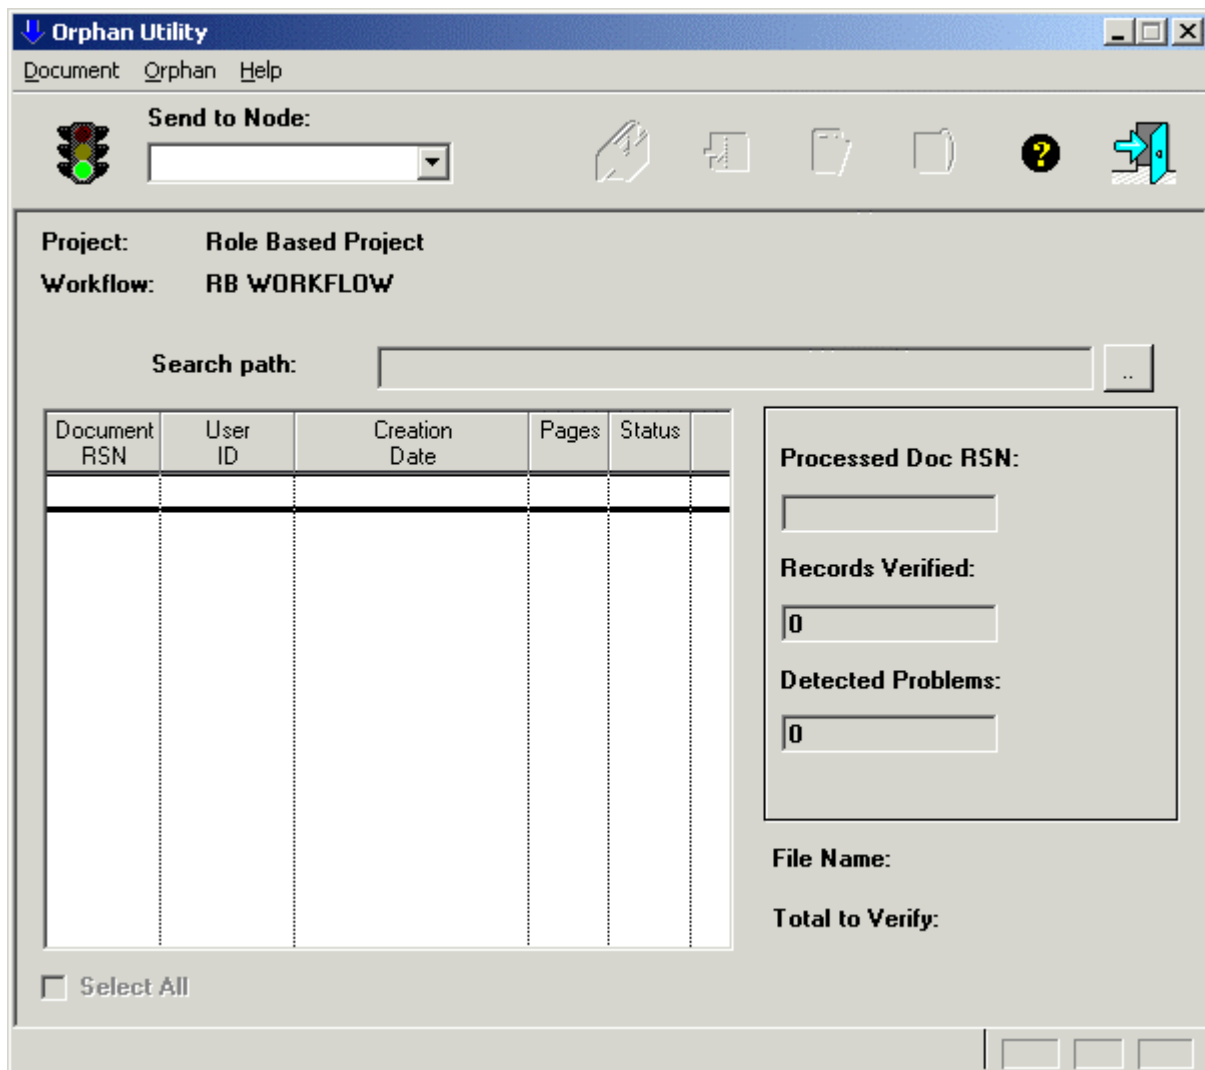 Orphan Utility
Document Orphan Help
Send to Node:
?
Project: Role Based Project
Workflow: RB WORKFLOW
Search path:
..
Document RSN
User ID
Creation Date
Pages
Status
Processed Doc RSN:
Records Verified:
0
Detected Problems:
0
File Name:
Total to Verify:
Select All